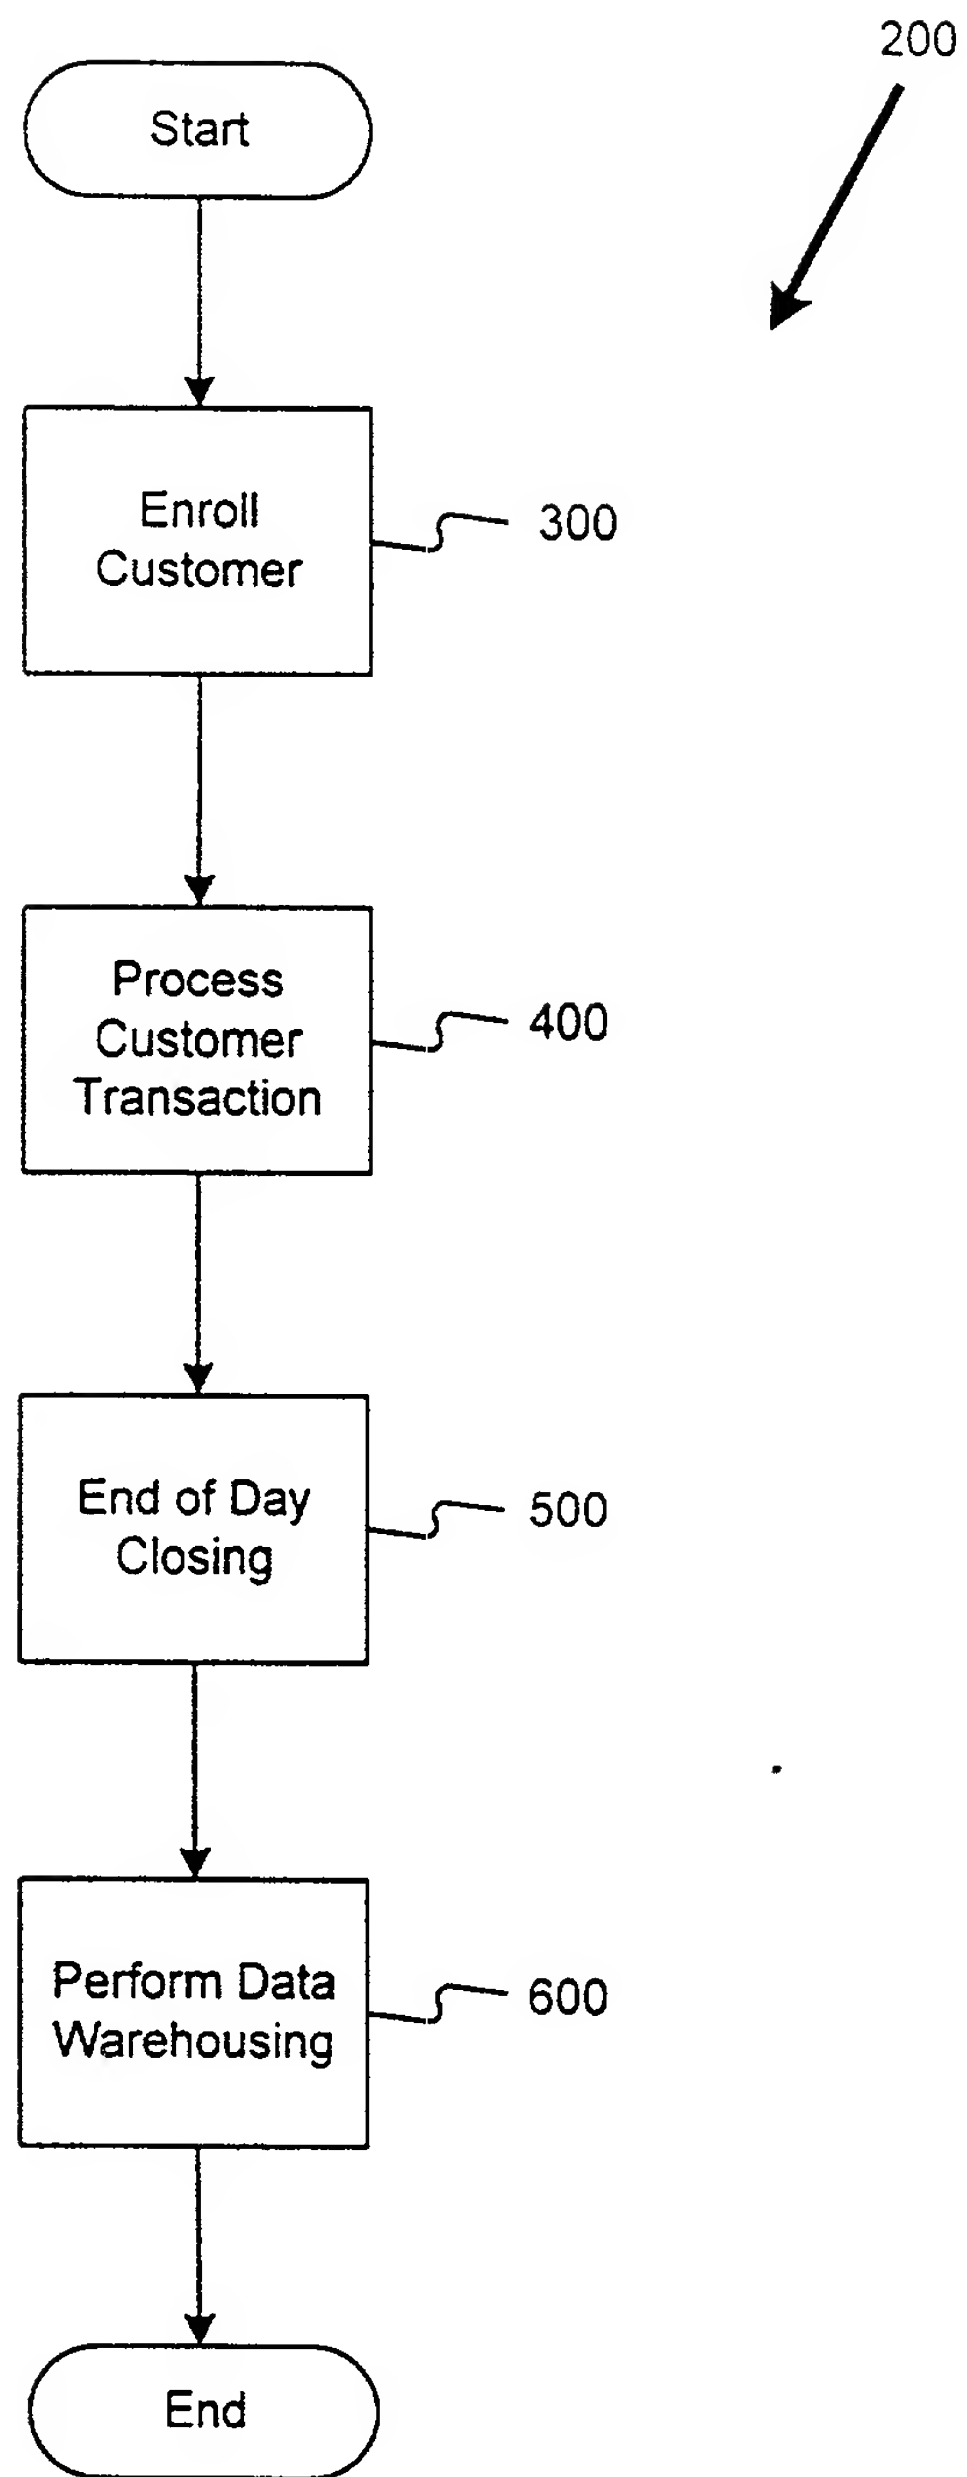 200
Start
Enroll
Customer
300
Process
Customer
Transaction
400
End of Day
Closing
500
Perform Data
Warehousing
600
End